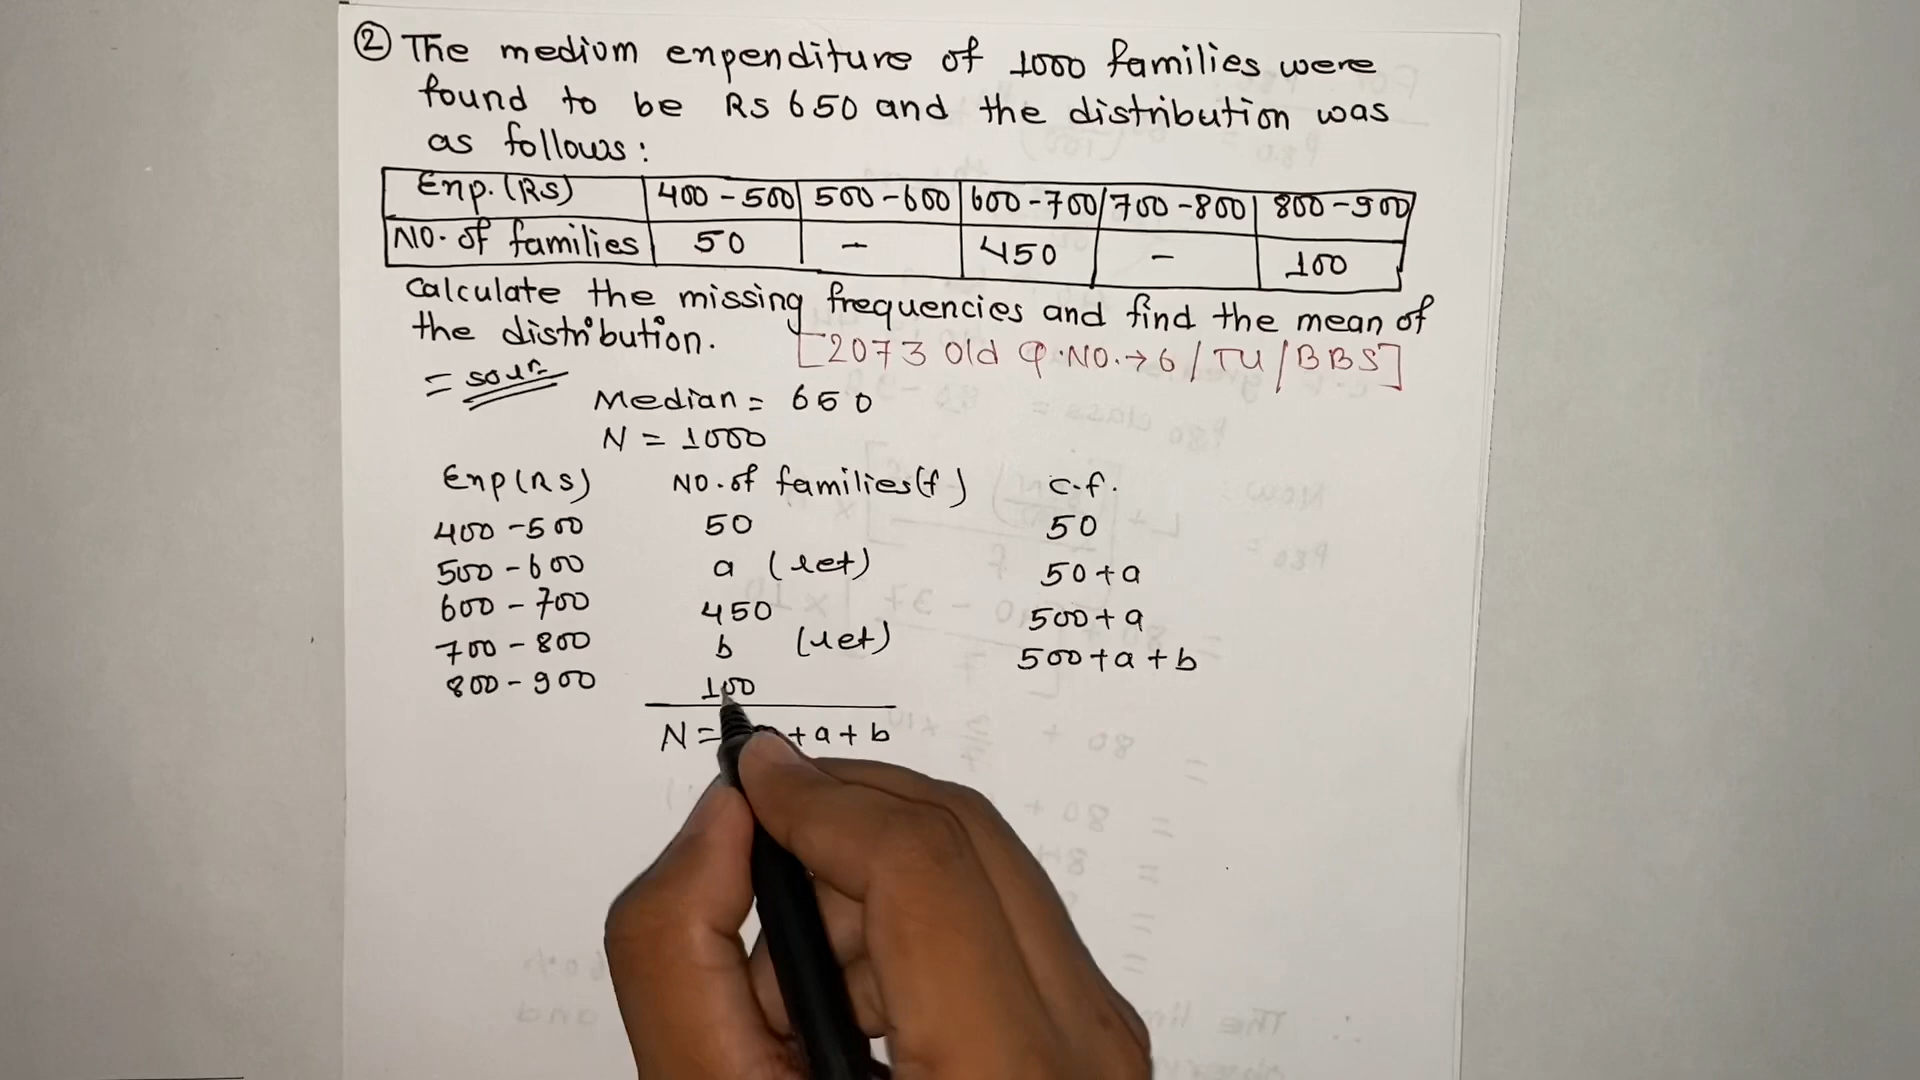 ② The medium expenditure of 1000 families were
found to be Rs 650 and the distribution was
as follows:
Exp. (Rs) 400-500 500-600 600-700 700-800 800-900
No. of families 50 - 450 - 100
calculate the missing frequencies and find the mean of
the distribution. [2073 Old Q.NO.→6/TU/BBS]
= soln
Median = 650
N = 1000
Exp(Rs) No. of families(f) c.f.
400-500 50 50
500-600 a (let) 50+a
600-700 450 500+a
700-800 b (let) 500+a+b
800-900 100
N= +a+b